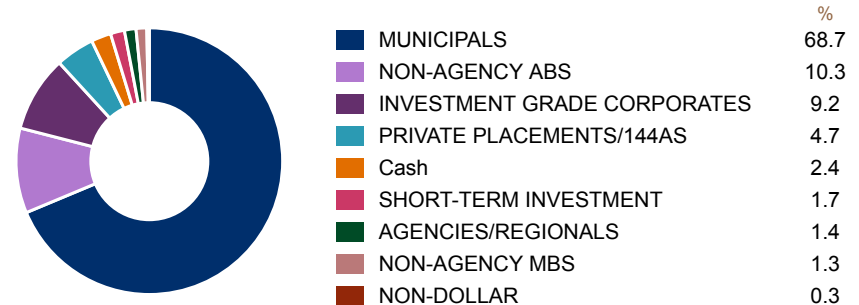 %
MUNICIPALS 68.7
NON-AGENCY ABS 10.3
INVESTMENT GRADE CORPORATES 9.2
PRIVATE PLACEMENTS/144AS 4.7
Cash 2.4
SHORT-TERM INVESTMENT 1.7
AGENCIES/REGIONALS 1.4
NON-AGENCY MBS 1.3
NON-DOLLAR 0.3